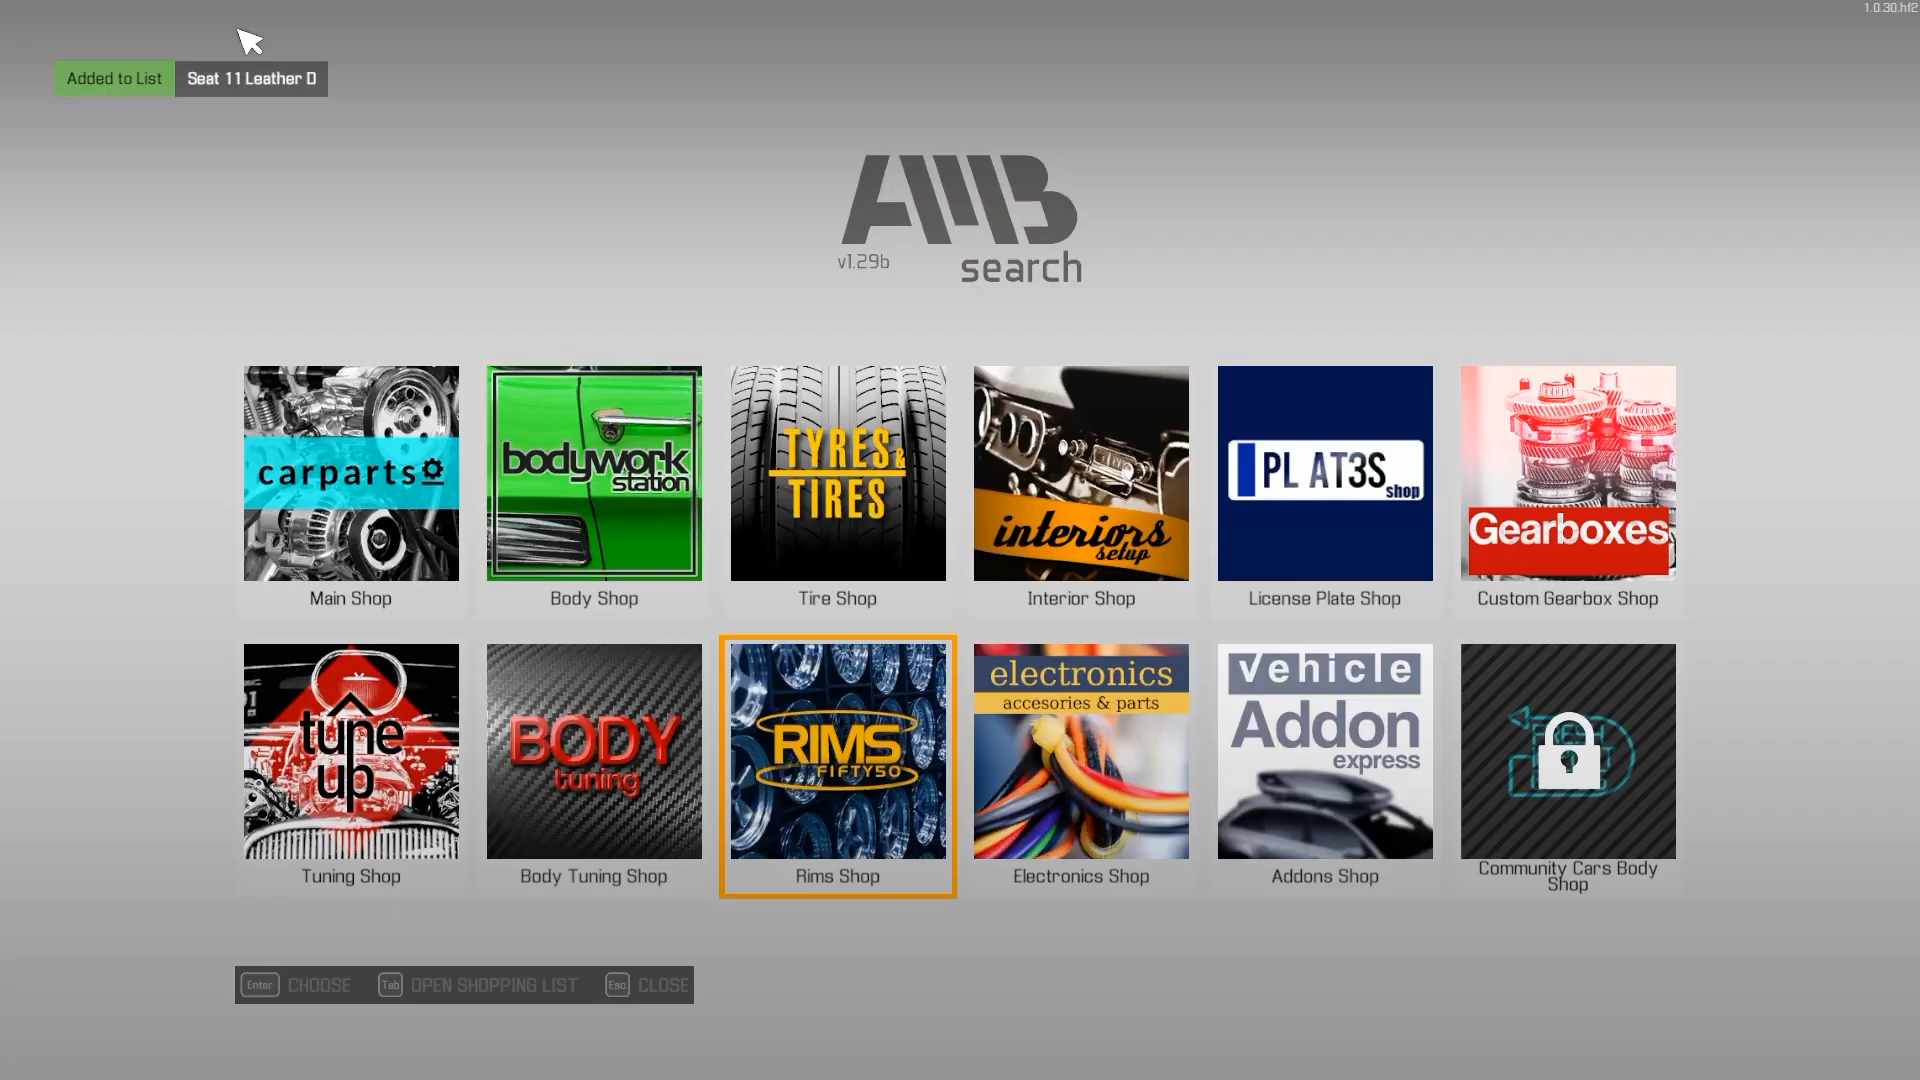 1.0.30.hf2
Added to List Seat 11 Leather D
AMB
v1.29b
search
carparts
Main Shop
bodywork
station
Body Shop
TYRES &
TIRES
Tire Shop
interiors
setup
Interior Shop
PL AT3S
shop
License Plate Shop
Gearboxes
Custom Gearbox Shop
tune
up
Tuning Shop
BODY
tuning
Body Tuning Shop
RIMS
FIFTY50
Rims Shop
electronics
accesories & parts
Electronics Shop
vehicle
Addon
express
Addons Shop
Community Cars Body
Shop
Enter CHOOSE Tab OPEN SHOPPING LIST Esc CLOSE